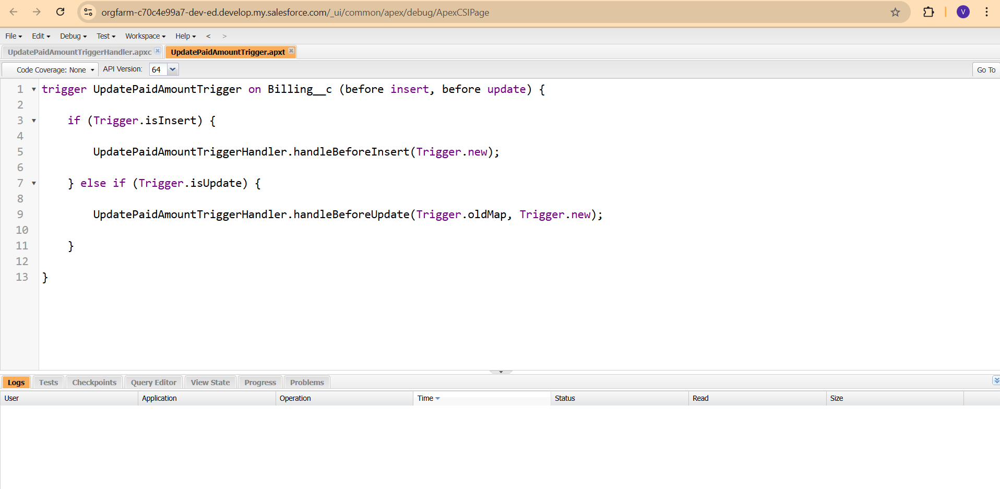 orgfarm-c70c4e99a7-dev-ed.develop.my.salesforce.com/_ui/common/apex/debug/ApexCSIPage
V
File Edit Debug Test Workspace Help < >
UpdatePaidAmountTriggerHandler.apxc UpdatePaidAmountTrigger.apxt
Code Coverage: None API Version: 64 Go To
1 trigger UpdatePaidAmountTrigger on Billing__c (before insert, before update) {
2
3 if (Trigger.isInsert) {
4
5 UpdatePaidAmountTriggerHandler.handleBeforeInsert(Trigger.new);
6
7 } else if (Trigger.isUpdate) {
8
9 UpdatePaidAmountTriggerHandler.handleBeforeUpdate(Trigger.oldMap, Trigger.new);
10
11 }
12
13 }
Logs Tests Checkpoints Query Editor View State Progress Problems
User Application Operation Time Status Read Size